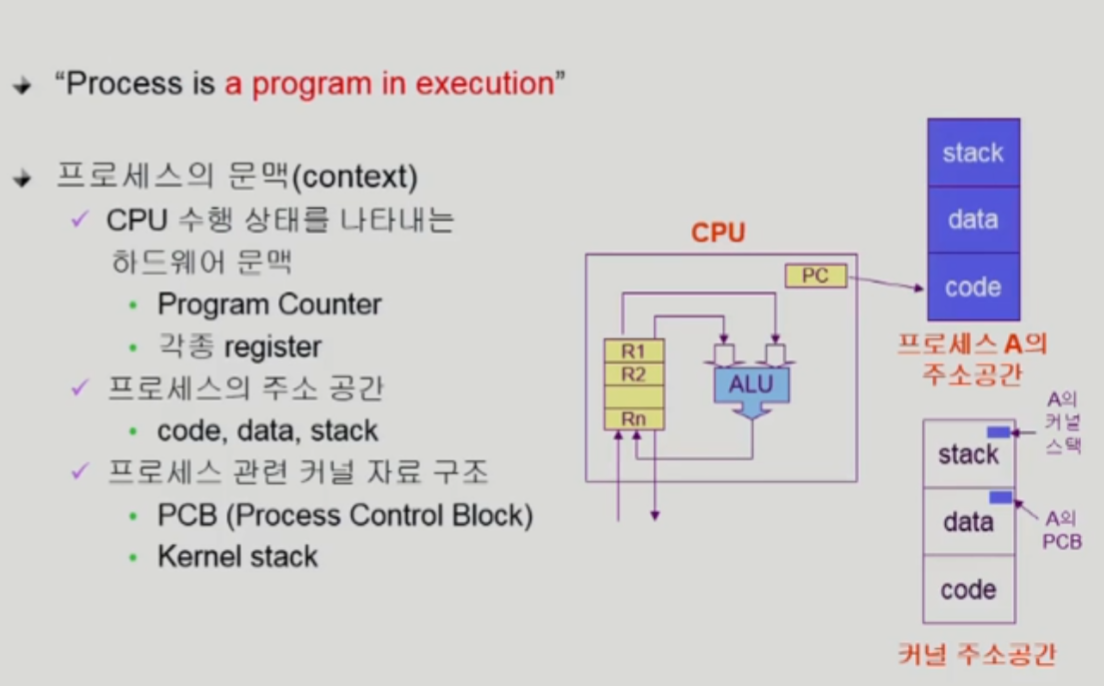 “Process is a program in execution”
프로세스의 문맥(context)
CPU 수행 상태를 나타내는
하드웨어 문맥
Program Counter
각종 register
프로세스의 주소 공간
code, data, stack
프로세스 관련 커널 자료 구조
PCB (Process Control Block)
Kernel stack
CPU
PC
R1
R2
Rn
ALU
stack
data
code
프로세스 A의
주소공간
A의
커널
스택
stack
data
A의
PCB
code
커널 주소공간